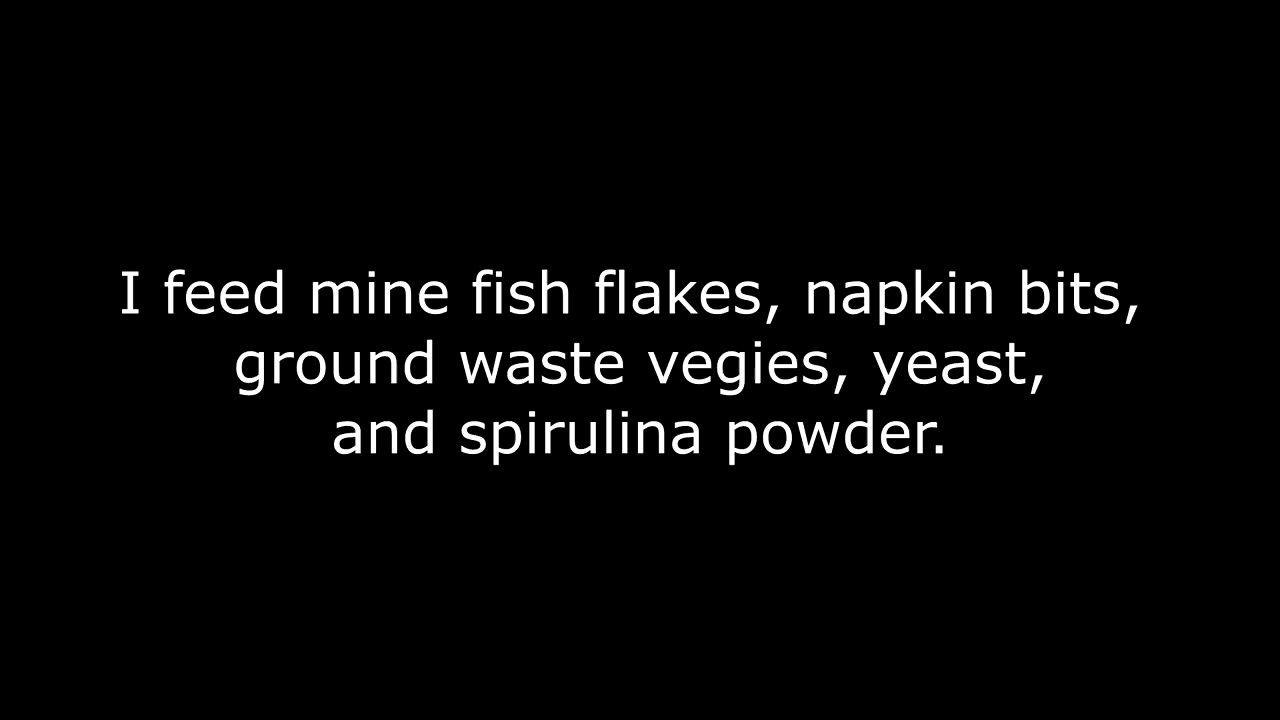 I feed mine fish flakes, napkin bits,
ground waste vegies, yeast,
and spirulina powder.